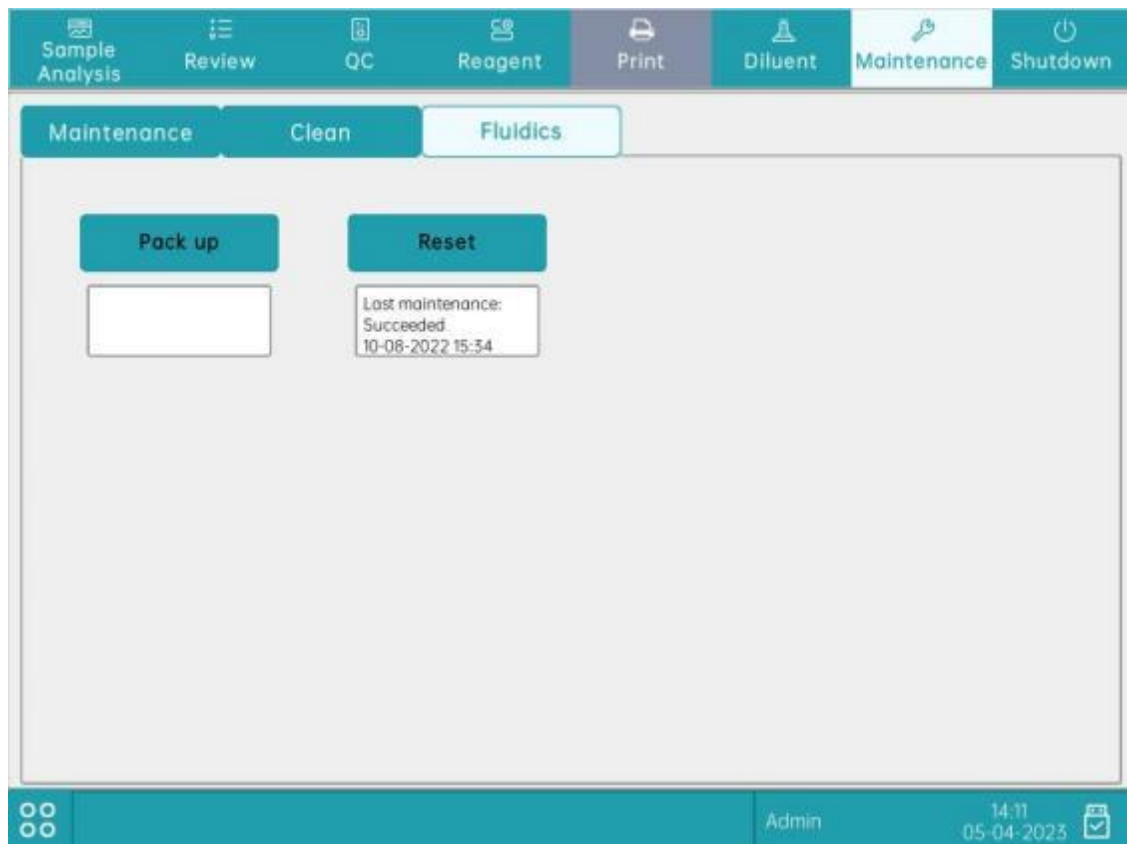 Sample
Analysis
Review
QC
Reagent
Print
Diluent
Maintenance
Shutdown
Maintenance
Clean
Fluidics
Pack up
Reset
Last maintenance:
Succeeded
10-08-2022 15:34
Admin
14:11
05-04-2023